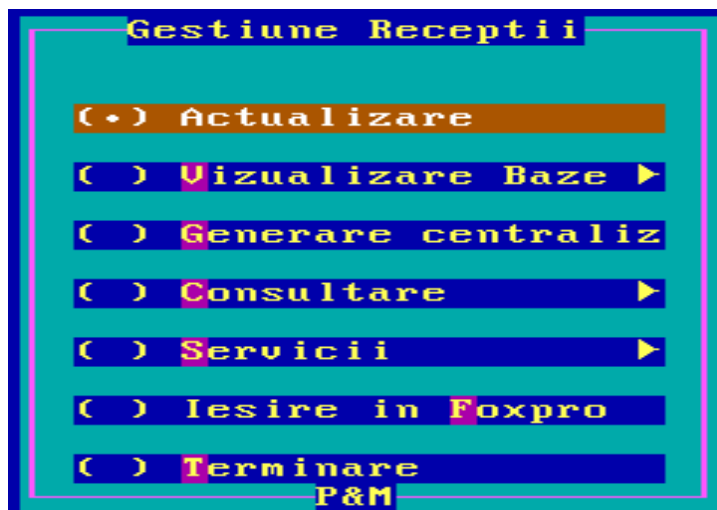 Gestiune Receptii
(•) Actualizare
( ) Vizualizare Baze ►
( ) Generare centraliz
( ) Consultare ►
( ) Servicii ►
( ) Iesire in Foxpro
( ) Terminare
P&M